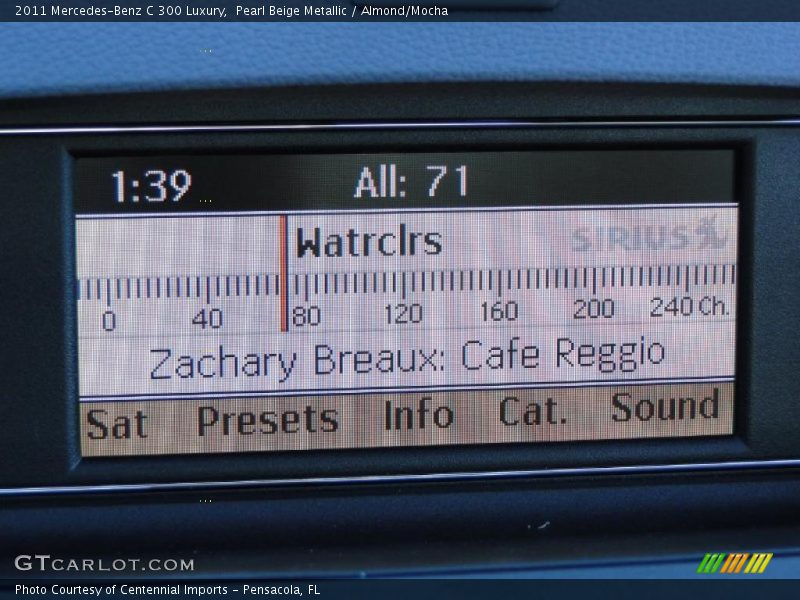 2011 Mercedes-Benz C 300 Luxury,  Pearl Beige Metallic / Almond/Mocha
1:39 All: 71
Watrclrs SIRIUS
0 40 80 120 160 200 240 Ch.
Zachary Breaux: Cafe Reggio
Sat Presets Info Cat. Sound
GTCARLOT.COM
Photo Courtesy of Centennial Imports - Pensacola, FL